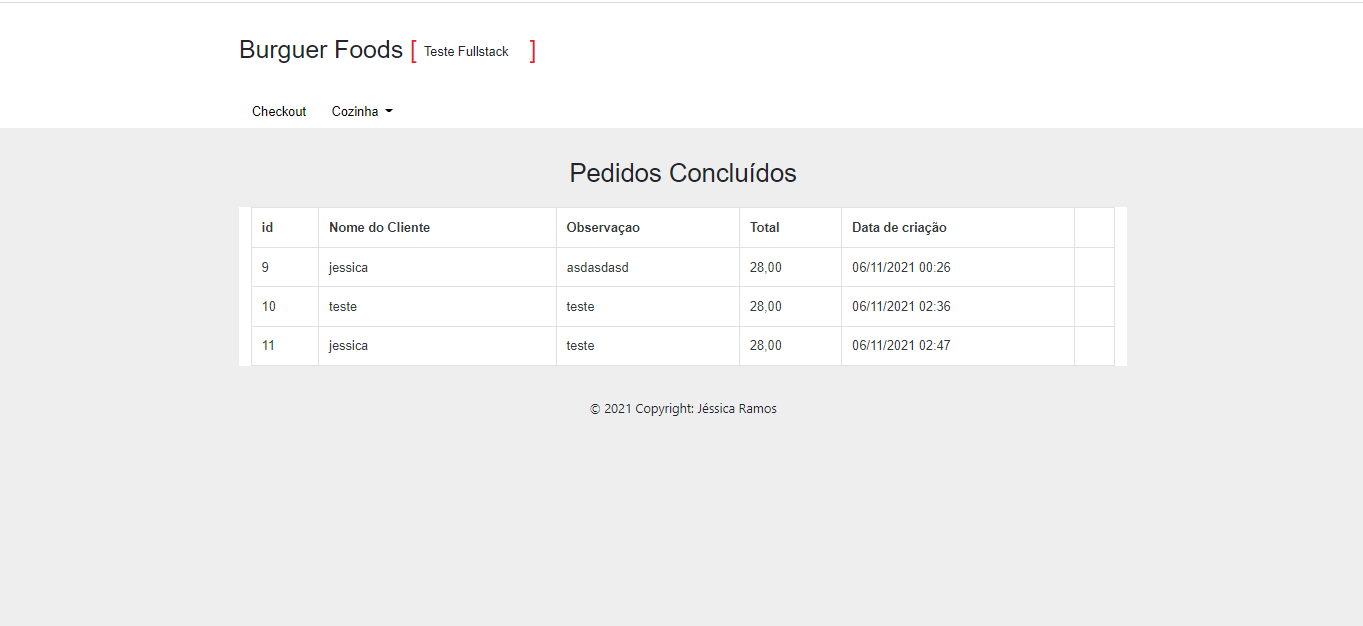 Burguer Foods [ Teste Fullstack ]
Checkout Cozinha
Pedidos Concluídos
id Nome do Cliente Observaçao Total Data de criação
9 jessica asdasdasd 28,00 06/11/2021 00:26
10 teste teste 28,00 06/11/2021 02:36
11 jessica teste 28,00 06/11/2021 02:47
© 2021 Copyright: Jéssica Ramos